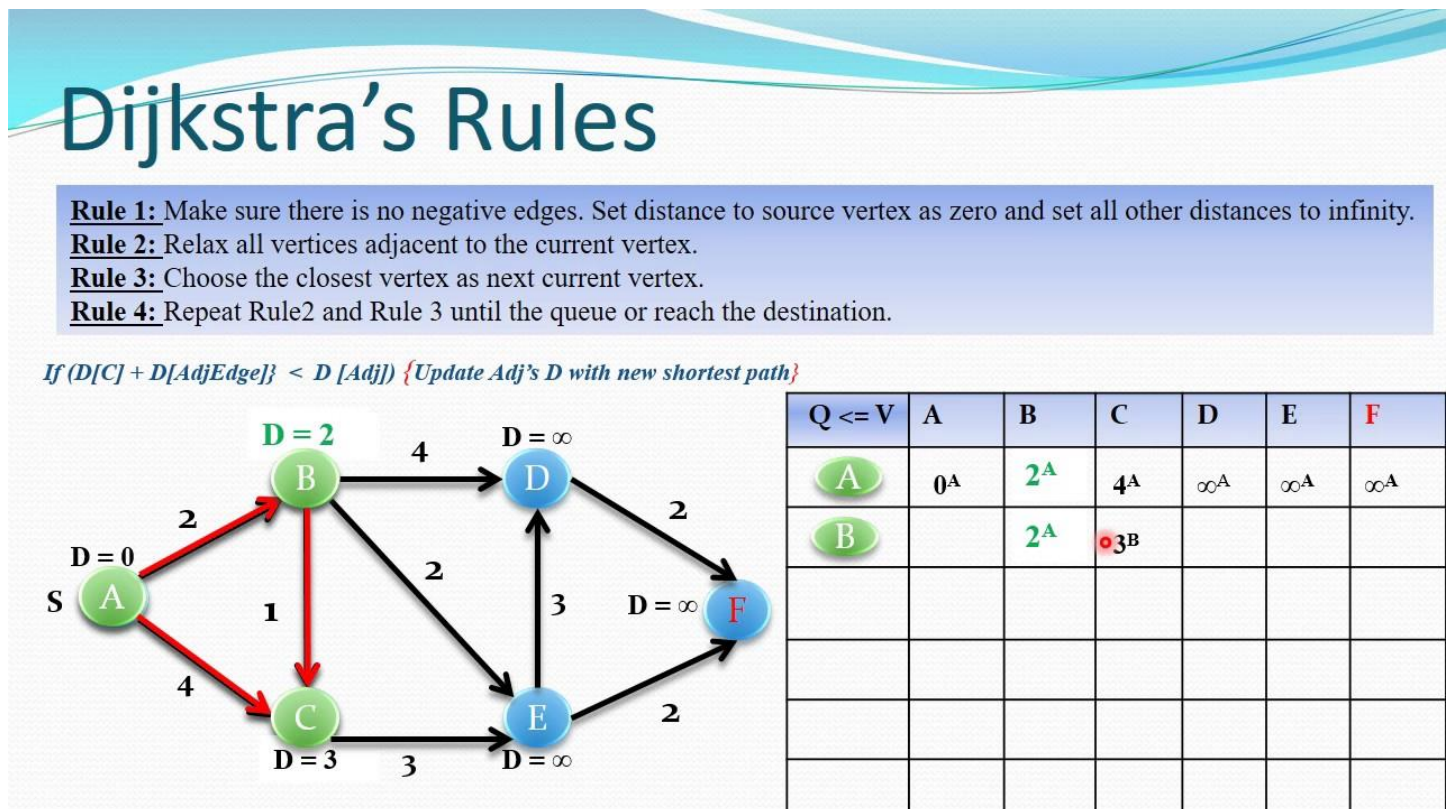 Dijkstra's Rules
Rule 1: Make sure there is no negative edges. Set distance to source vertex as zero and set all other distances to infinity.
Rule 2: Relax all vertices adjacent to the current vertex.
Rule 3: Choose the closest vertex as next current vertex.
Rule 4: Repeat Rule2 and Rule 3 until the queue or reach the destination.
If (D[C] + D[AdjEdge]} < D [Adj]) {Update Adj's D with new shortest path}
D = 2
B
4
D = ∞
D
2
2
D = 0
S A
1
2
3
D = ∞ F
4
C
D = 3
3
E
D = ∞
2
Q <= V A B C D E F
A 0ᴬ 2ᴬ 4ᴬ ∞ᴬ ∞ᴬ ∞ᴬ
B 2ᴬ 3ᴮ